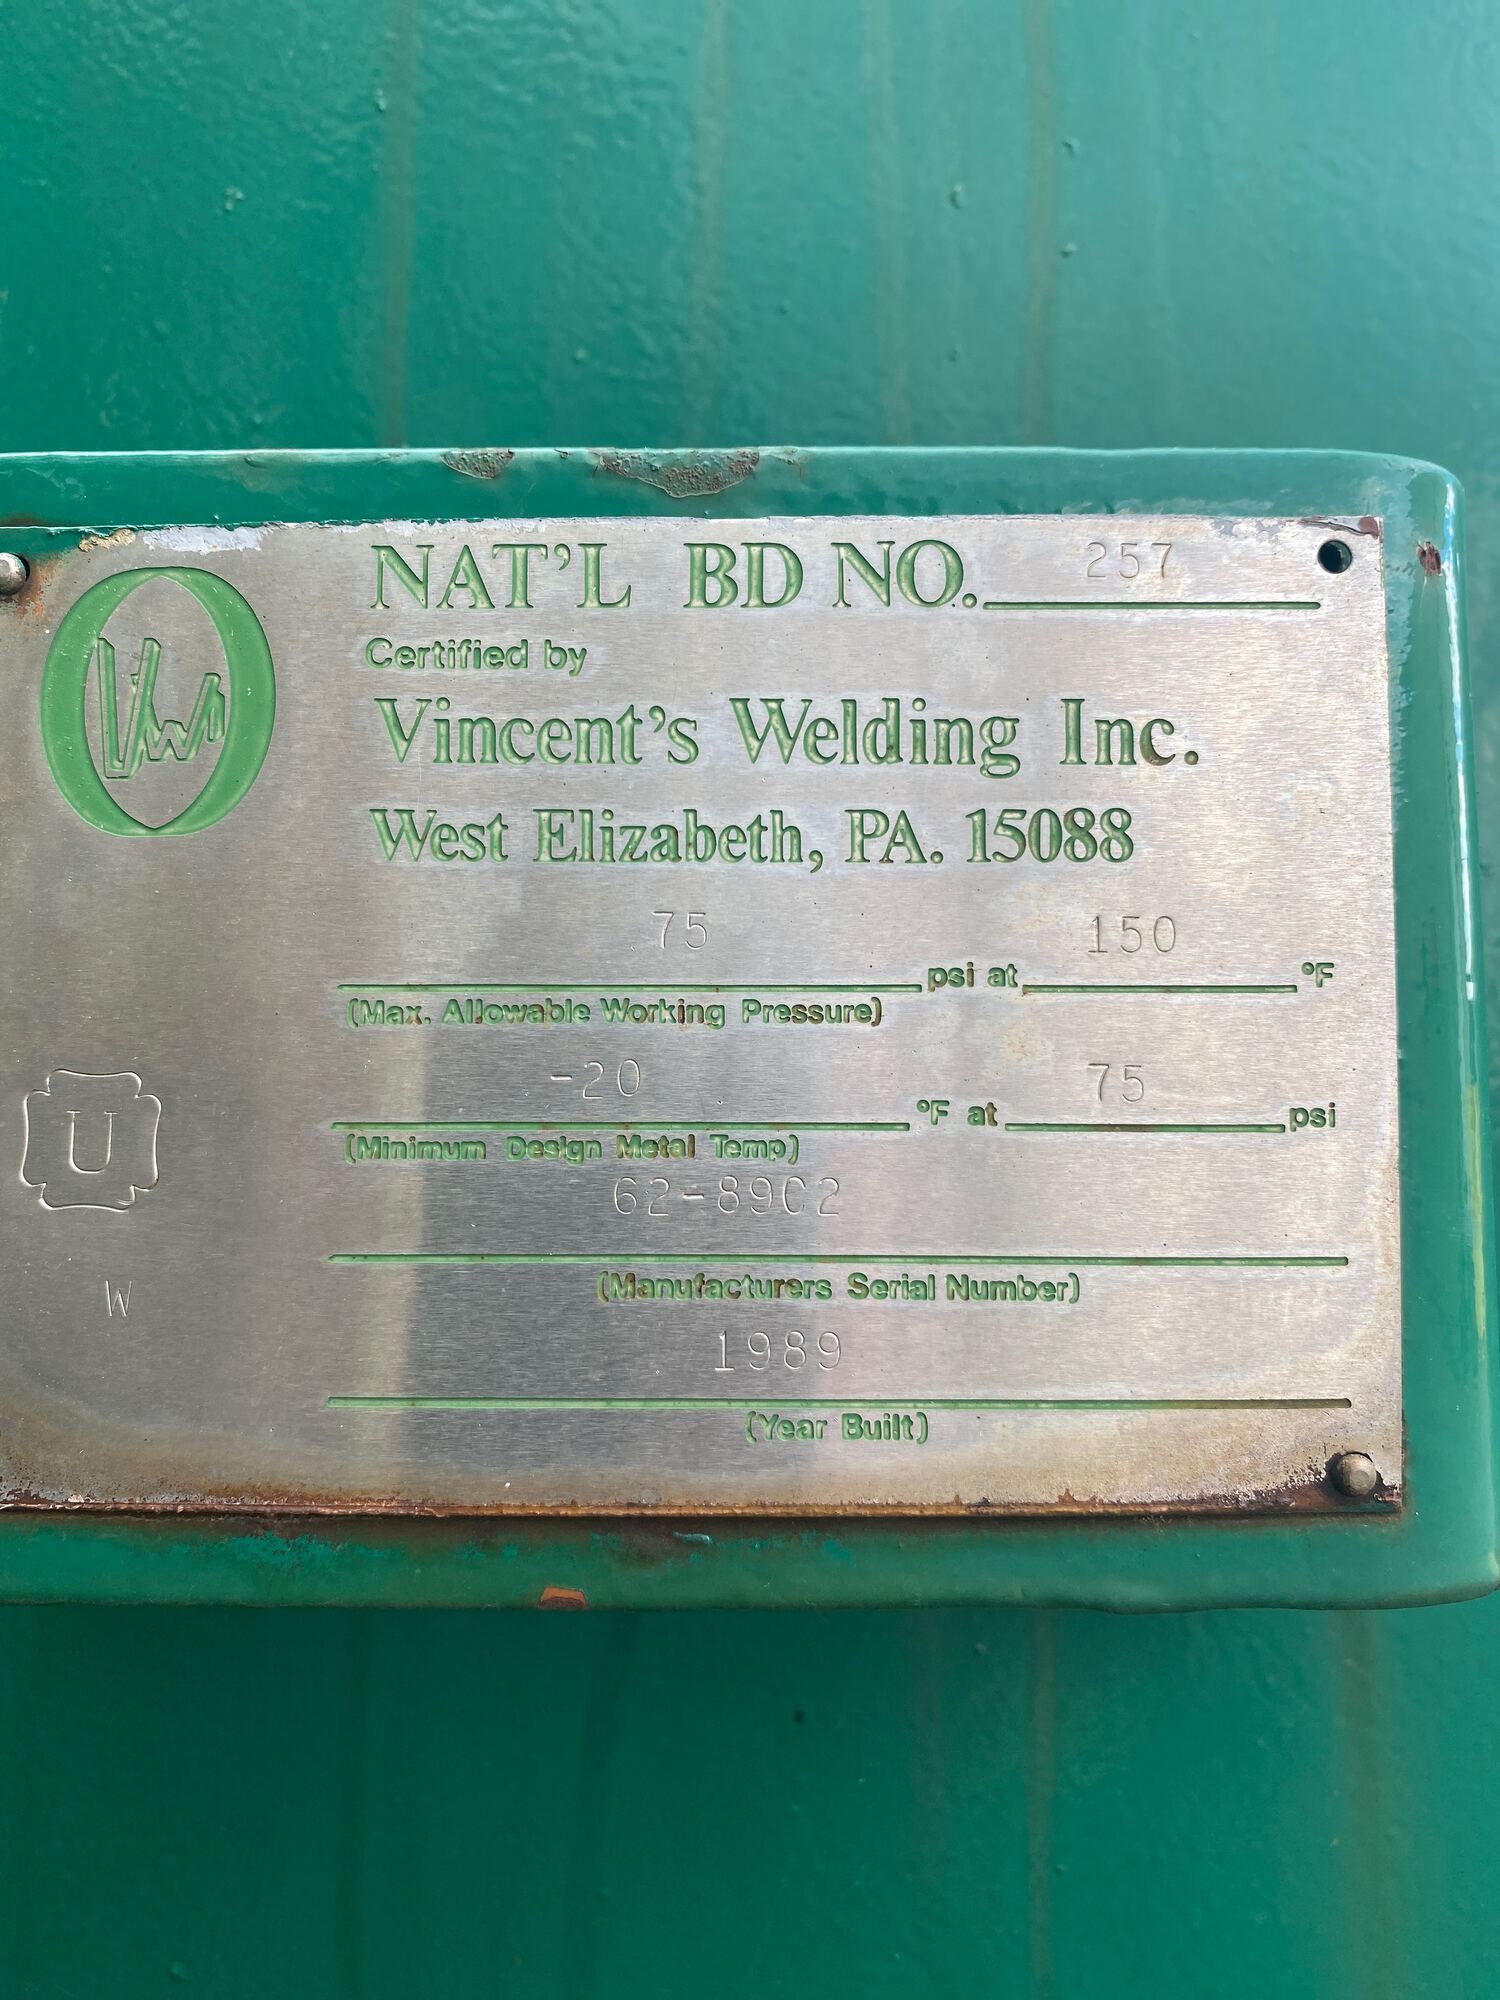 NAT'L BD NO. 257
Certified by
VW
Vincent's Welding Inc.
West Elizabeth, PA. 15088
75 psi at 150 °F
(Max. Allowable Working Pressure)
-20 °F at 75 psi
(Minimum Design Metal Temp)
U
62-89C2
(Manufacturers Serial Number)
W
1989
(Year Built)